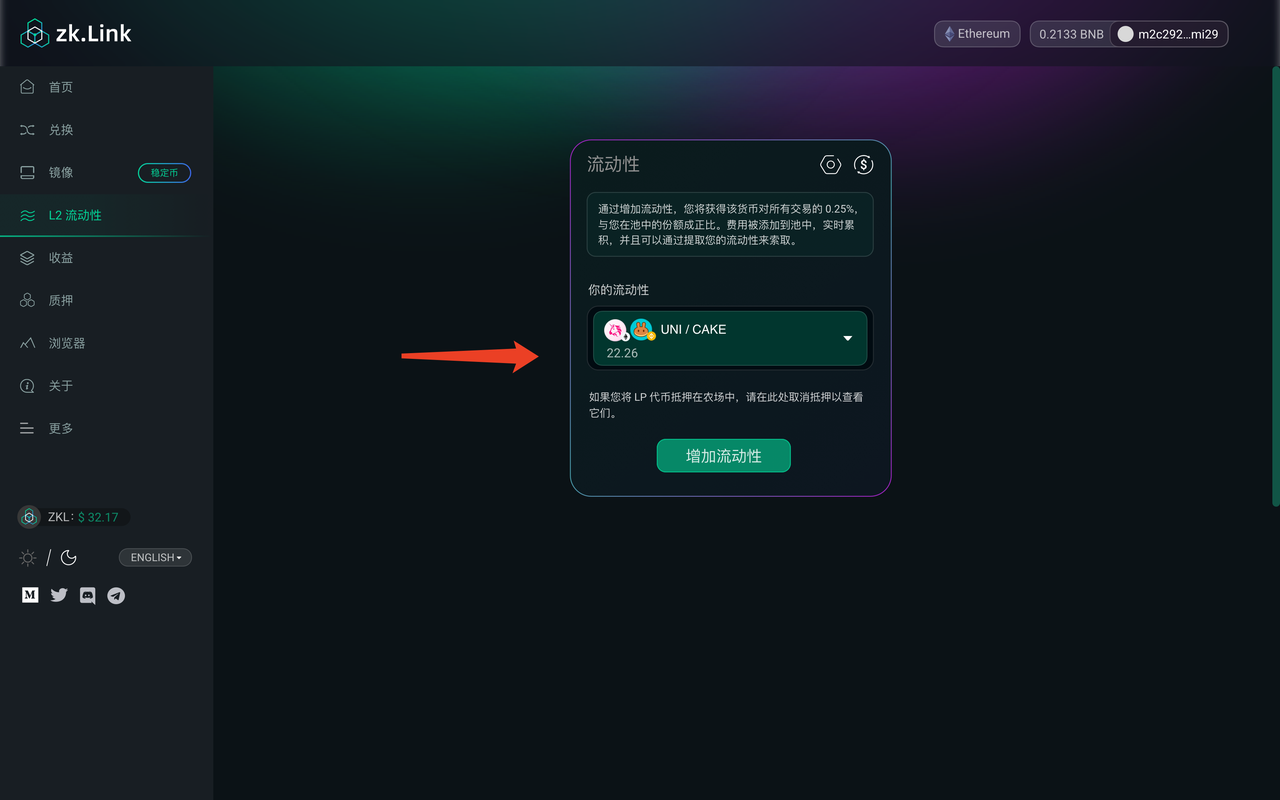 zk.Link
Ethereum
0.2133 BNB
m2c292...mi29
首页
兑换
镜像
稳定币
L2 流动性
收益
质押
浏览器
关于
更多
ZKL: $ 32.17
/
ENGLISH
M
流动性
$
通过增加流动性，您将获得该货币对所有交易的 0.25%，
与您在池中的份额成正比。费用被添加到池中，实时累
积，并且可以通过提取您的流动性来索取。
你的流动性
UNI / CAKE
22.26
如果您将 LP 代币抵押在农场中，请在此处取消抵押以查看
它们。
增加流动性